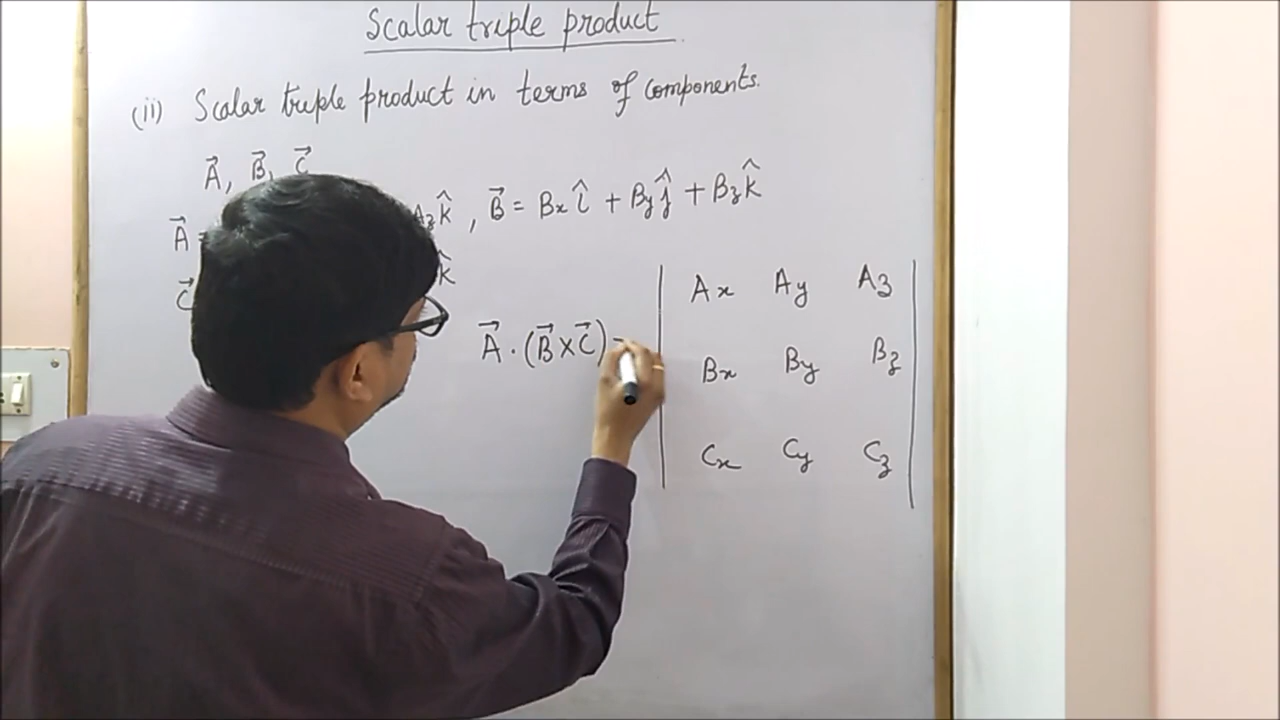 Scalar triple product
(ii) Scalar triple product in terms of components.
A⃗, B⃗, C⃗
A⃗ = A_z k̂, B⃗ = Bx î + By ĵ + Bz k̂
C⃗ k̂
A⃗ · (B⃗ × C⃗) =
Ax Ay Az
Bx By Bz
Cx Cy Cz